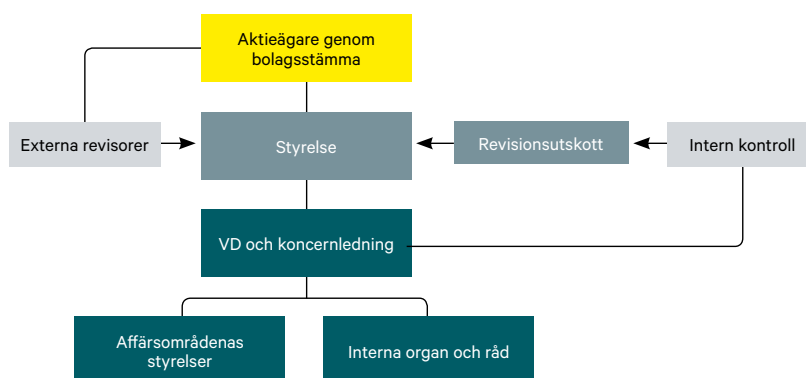 Aktieägare genom
bolagsstämma
Externa revisorer
Styrelse
Revisionsutskott
Intern kontroll
VD och koncernledning
Affärsområdenas
styrelser
Interna organ och råd